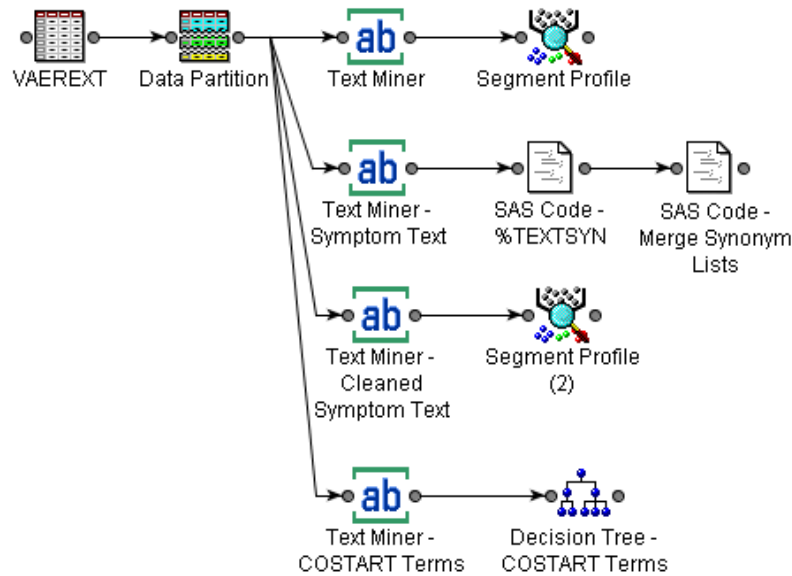 VAEREXT
Data Partition
ab
Text Miner
Segment Profile
ab
Text Miner -
Symptom Text
SAS Code -
%TEXTSYN
SAS Code -
Merge Synonym
Lists
ab
Text Miner -
Cleaned
Symptom Text
Segment Profile
(2)
ab
Text Miner -
COSTART Terms
Decision Tree -
COSTART Terms